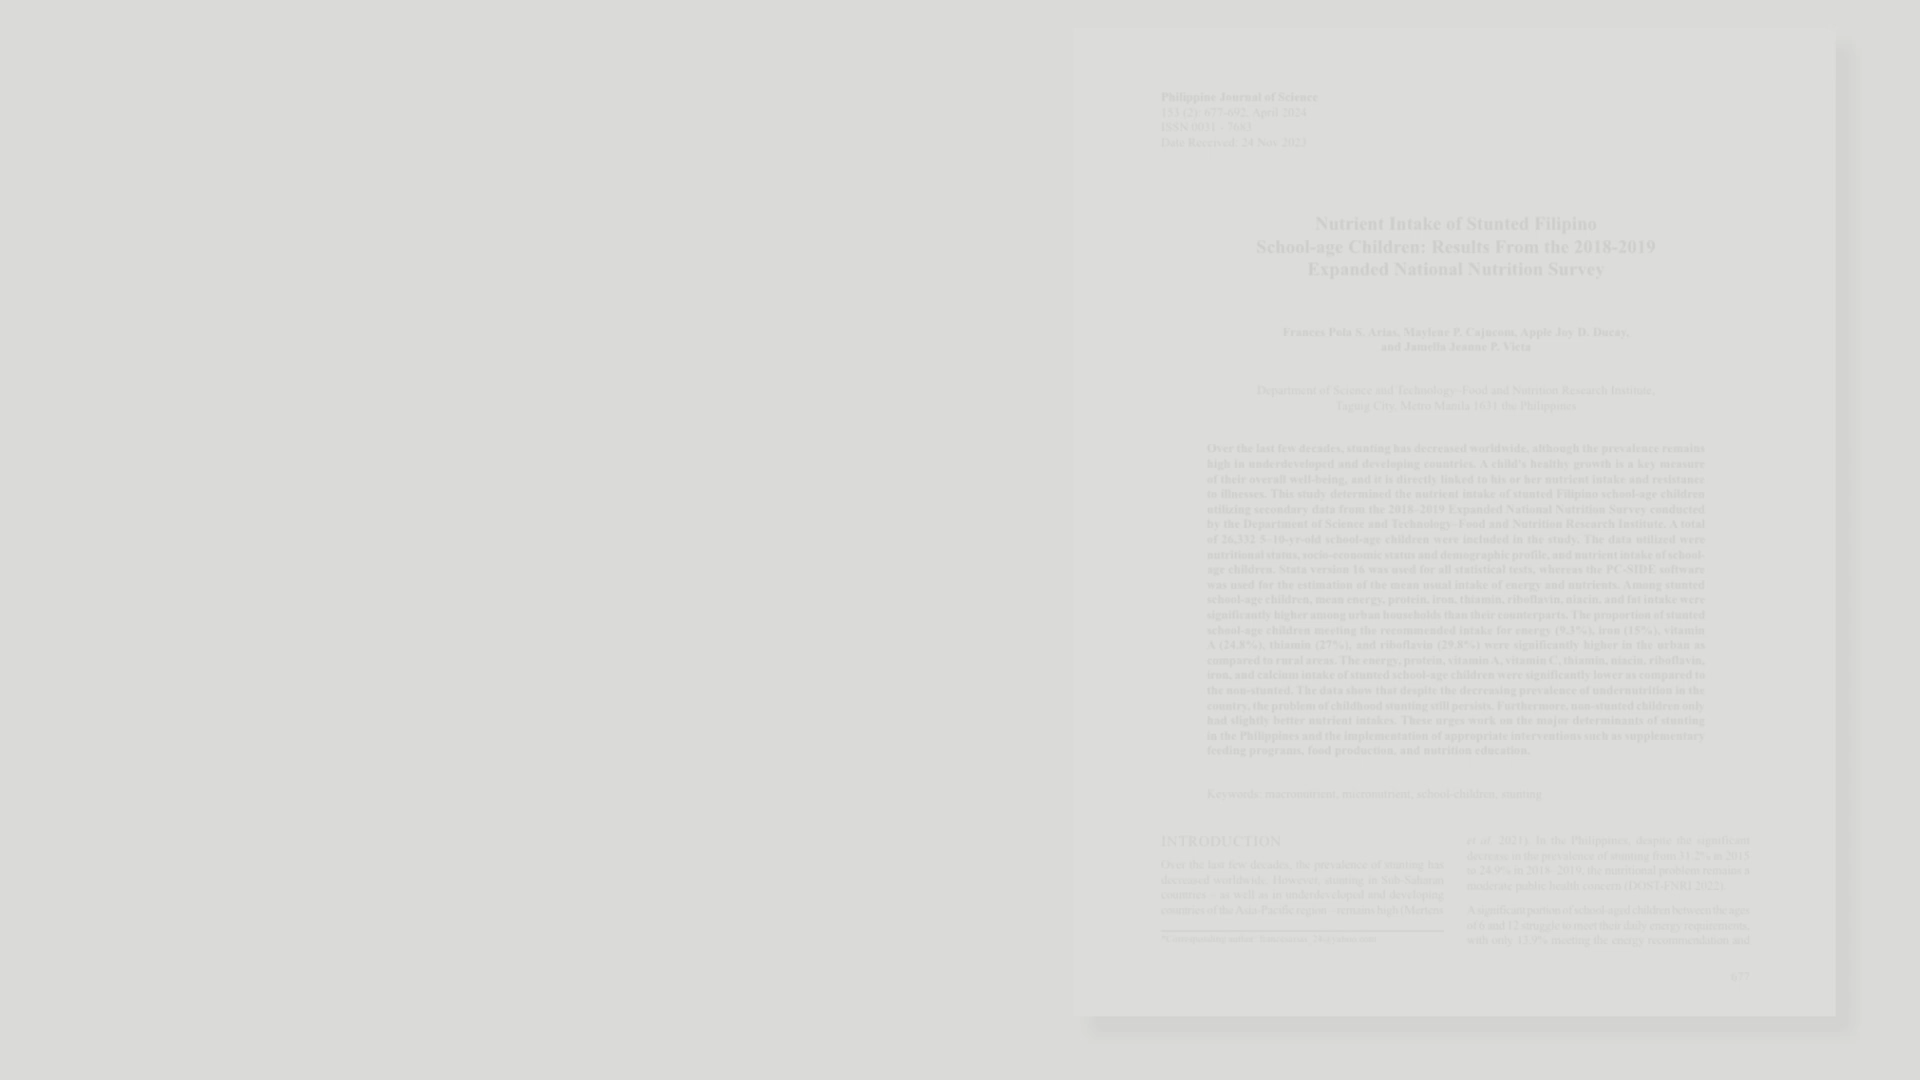 Philippine Journal of Science
153 (2): 677-692, April 2024
ISSN 0031 - 7683
Date Received: 24 Nov 2023
Nutrient Intake of Stunted Filipino
School-age Children: Results From the 2018-2019
Expanded National Nutrition Survey
Frances Pola S. Arias, Maylene P. Cajucom, Apple Joy D. Ducay,
and Jamella Jeanne P. Victa
Department of Science and Technology–Food and Nutrition Research Institute,
Taguig City, Metro Manila 1631 the Philippines
Over the last few decades, stunting has decreased worldwide, although the prevalence remains
high in underdeveloped and developing countries. A child's healthy growth is a key measure
of their overall well-being, and it is directly linked to his or her nutrient intake and resistance
to illnesses. This study determined the nutrient intake of stunted Filipino school-age children
utilizing secondary data from the 2018–2019 Expanded National Nutrition Survey conducted
by the Department of Science and Technology–Food and Nutrition Research Institute. A total
of 26,332 5–10-yr-old school-age children were included in the study. The data utilized were
nutritional status, socio-economic status and demographic profile, and nutrient intake of school-
age children. Stata version 16 was used for all statistical tests, whereas the PC-SIDE software
was used for the estimation of the mean usual intake of energy and nutrients. Among stunted
school-age children, mean energy, protein, iron, thiamin, riboflavin, niacin, and fat intake were
significantly higher among urban households than their counterparts. The proportion of stunted
school-age children meeting the recommended intake for energy (9.3%), iron (15%), vitamin
A (24.8%), thiamin (27%), and riboflavin (29.8%) were significantly higher in the urban as
compared to rural areas. The energy, protein, vitamin A, vitamin C, thiamin, niacin, riboflavin,
iron, and calcium intake of stunted school-age children were significantly lower as compared to
the non-stunted. The data show that despite the decreasing prevalence of undernutrition in the
country, the problem of childhood stunting still persists. Furthermore, non-stunted children only
had slightly better nutrient intakes. These urges work on the major determinants of stunting
in the Philippines and the implementation of appropriate interventions such as supplementary
feeding programs, food production, and nutrition education.
Keywords: macronutrient, micronutrient, school-children, stunting
INTRODUCTION
Over the last few decades, the prevalence of stunting has
decreased worldwide. However, stunting in Sub-Saharan
countries – as well as in underdeveloped and developing
countries of the Asia-Pacific region – remains high (Mertens
*Corresponding author:
et al. 2021). In the Philippines, despite the significant
decrease in the prevalence of stunting from 31.2% in 2015
to 24.9% in 2018–2019, the nutritional problem remains a
moderate public health concern (DOST-FNRI 2022).
A significant portion of school-aged children between the ages
of 6 and 12 struggle to meet their daily energy requirements,
with only 13.9% meeting the energy recommendation and
677